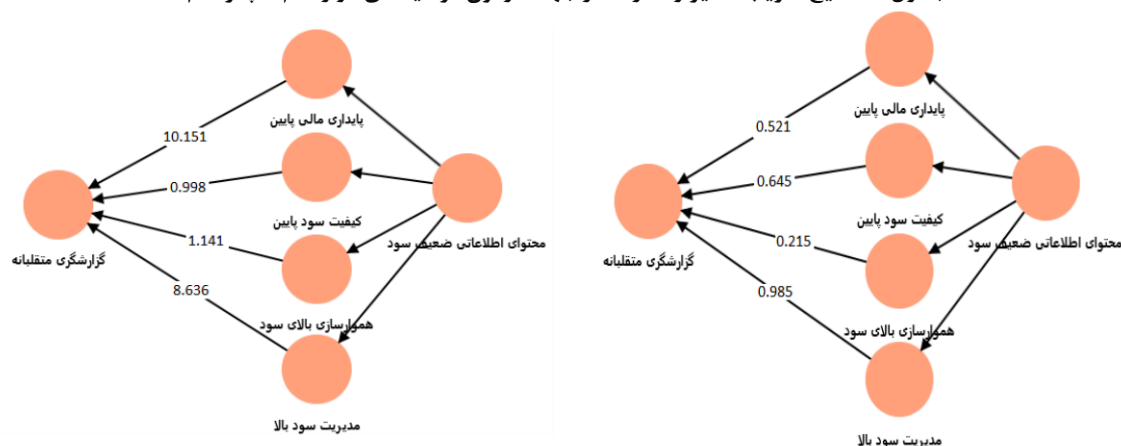 پایداری مالی پایین
10.151
کیفیت سود پایین
0.998
محتوای اطلاعاتی ضعیف سود
گزارشگری متقلبانه
1.141
هموارسازی بالای سود
8.636
مدیریت سود بالا
پایداری مالی پایین
0.521
کیفیت سود پایین
0.645
محتوای اطلاعاتی ضعیف سود
گزارشگری متقلبانه
0.215
هموارسازی بالای سود
0.985
مدیریت سود بالا